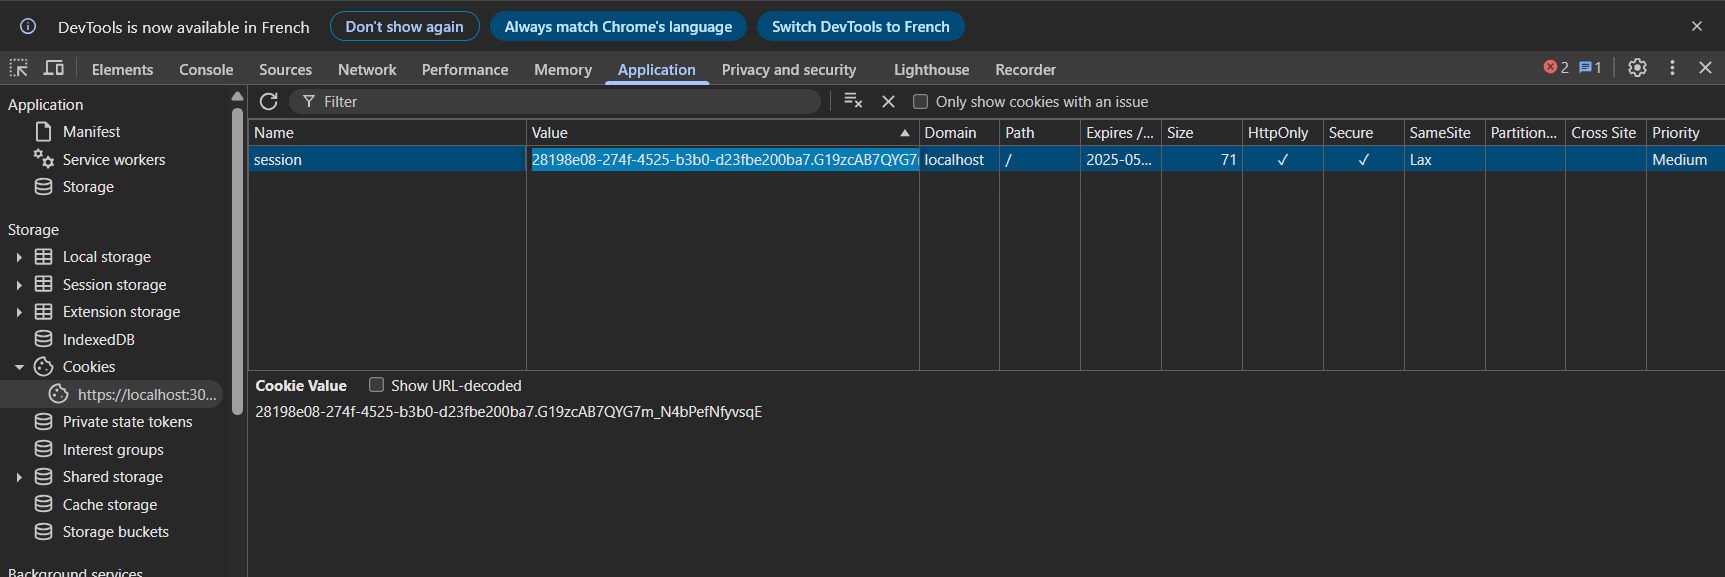 DevTools is now available in French Don't show again Always match Chrome's language Switch DevTools to French
Elements Console Sources Network Performance Memory Application Privacy and security Lighthouse Recorder 2 1
Application
Manifest
Service workers
Storage
Storage
Local storage
Session storage
Extension storage
IndexedDB
Cookies
https://localhost:30...
Private state tokens
Interest groups
Shared storage
Cache storage
Storage buckets
Background services
Filter Only show cookies with an issue
Name Value Domain Path Expires /... Size HttpOnly Secure SameSite Partition... Cross Site Priority
session 28198e08-274f-4525-b3b0-d23fbe200ba7.G19zcAB7QYG7 localhost / 2025-05... 71 ✓ ✓ Lax Medium
Cookie Value Show URL-decoded
28198e08-274f-4525-b3b0-d23fbe200ba7.G19zcAB7QYG7m_N4bPefNfyvsqE